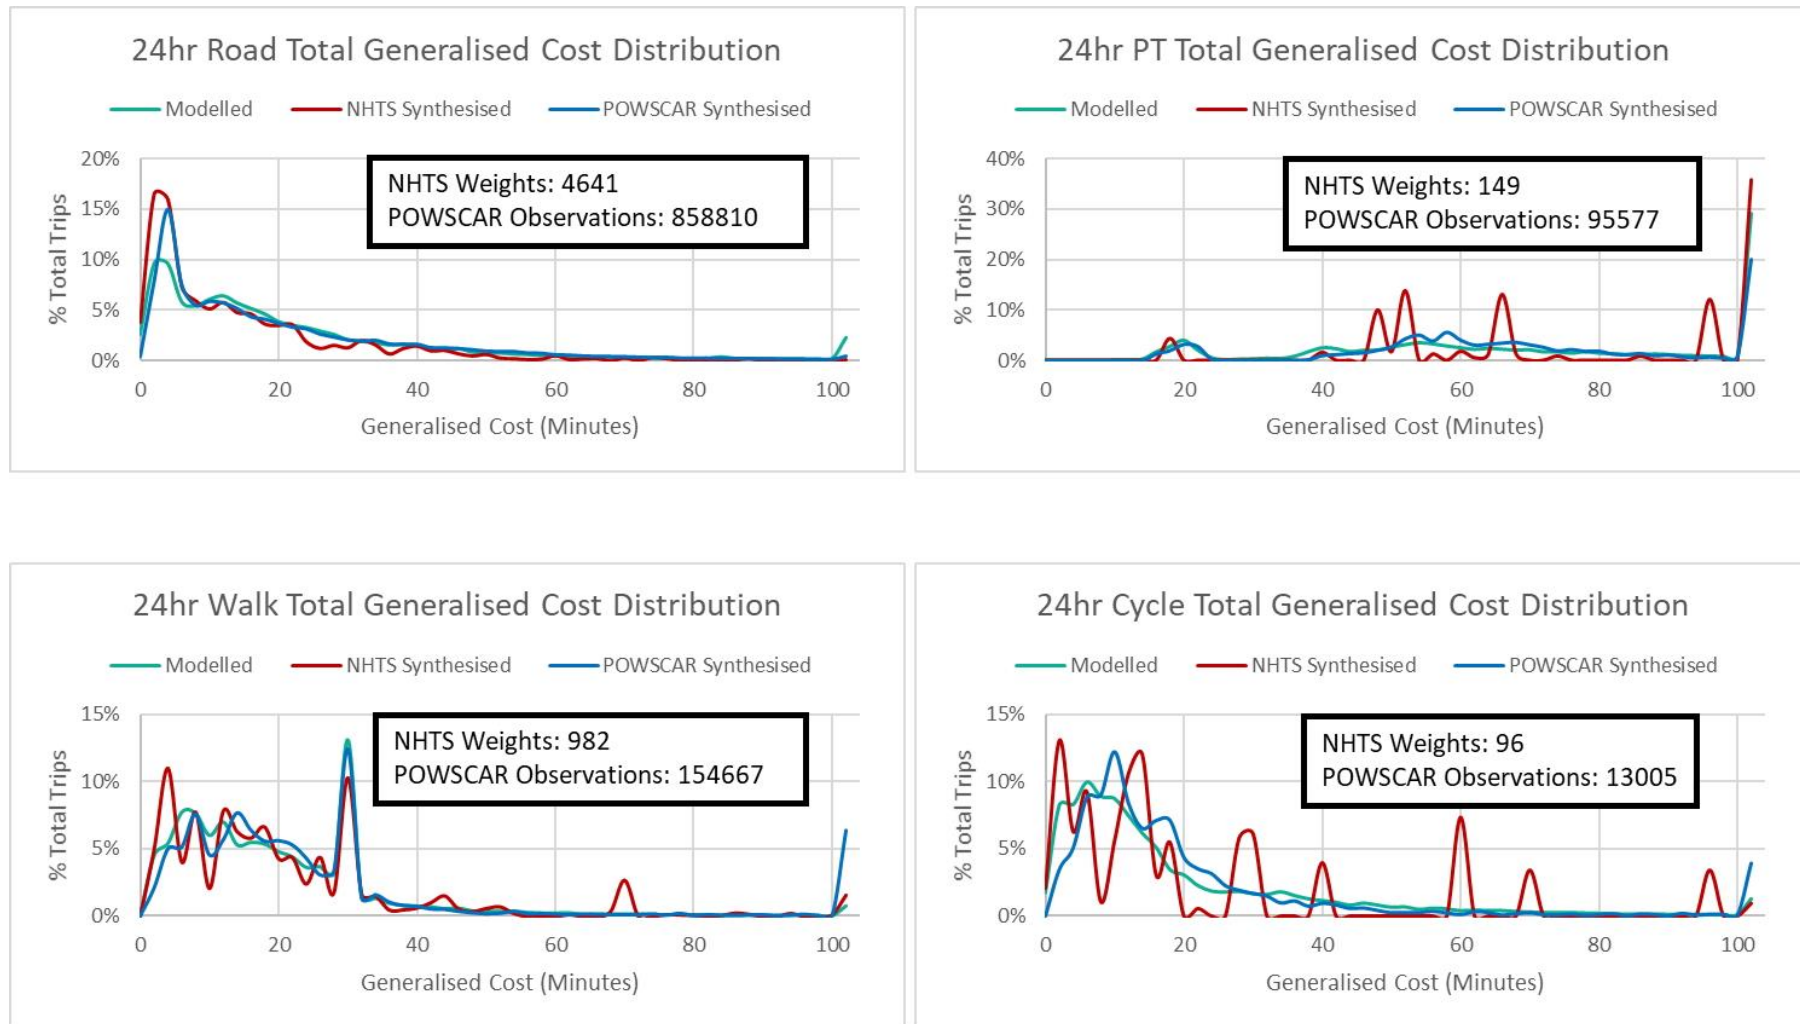 24hr Road Total Generalised Cost Distribution
Modelled NHTS Synthesised POWSCAR Synthesised
20%
15%
10%
5%
0%
% Total Trips
NHTS Weights: 4641
POWSCAR Observations: 858810
0 20 40 60 80 100
Generalised Cost (Minutes)
24hr PT Total Generalised Cost Distribution
Modelled NHTS Synthesised POWSCAR Synthesised
40%
30%
20%
10%
0%
% Total Trips
NHTS Weights: 149
POWSCAR Observations: 95577
0 20 40 60 80 100
Generalised Cost (Minutes)
24hr Walk Total Generalised Cost Distribution
Modelled NHTS Synthesised POWSCAR Synthesised
15%
10%
5%
0%
% Total Trips
NHTS Weights: 982
POWSCAR Observations: 154667
0 20 40 60 80 100
Generalised Cost (Minutes)
24hr Cycle Total Generalised Cost Distribution
Modelled NHTS Synthesised POWSCAR Synthesised
15%
10%
5%
0%
% Total Trips
NHTS Weights: 96
POWSCAR Observations: 13005
0 20 40 60 80 100
Generalised Cost (Minutes)